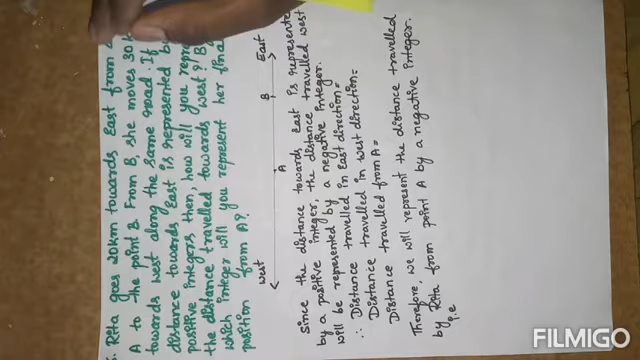 5. Rita goes 20km towards East from
A to the point B. From B, she moves 30
towards west along the same road. If
distance towards East is represented by
positive integers then, how will you repre
the distance travelled towards west? B
which integer will you represent her final
position from A?
west A B East
Since the distance towards East is represente
by a positive integer, the distance travelled west
will be represented by a negative integer.
∴ Distance travelled in East direction=
Distance travelled in west direction=
Distance travelled from A=
Therefore, we will represent the distance travelled
by Rita from point A by a negative integer.
i.e
FILMIGO